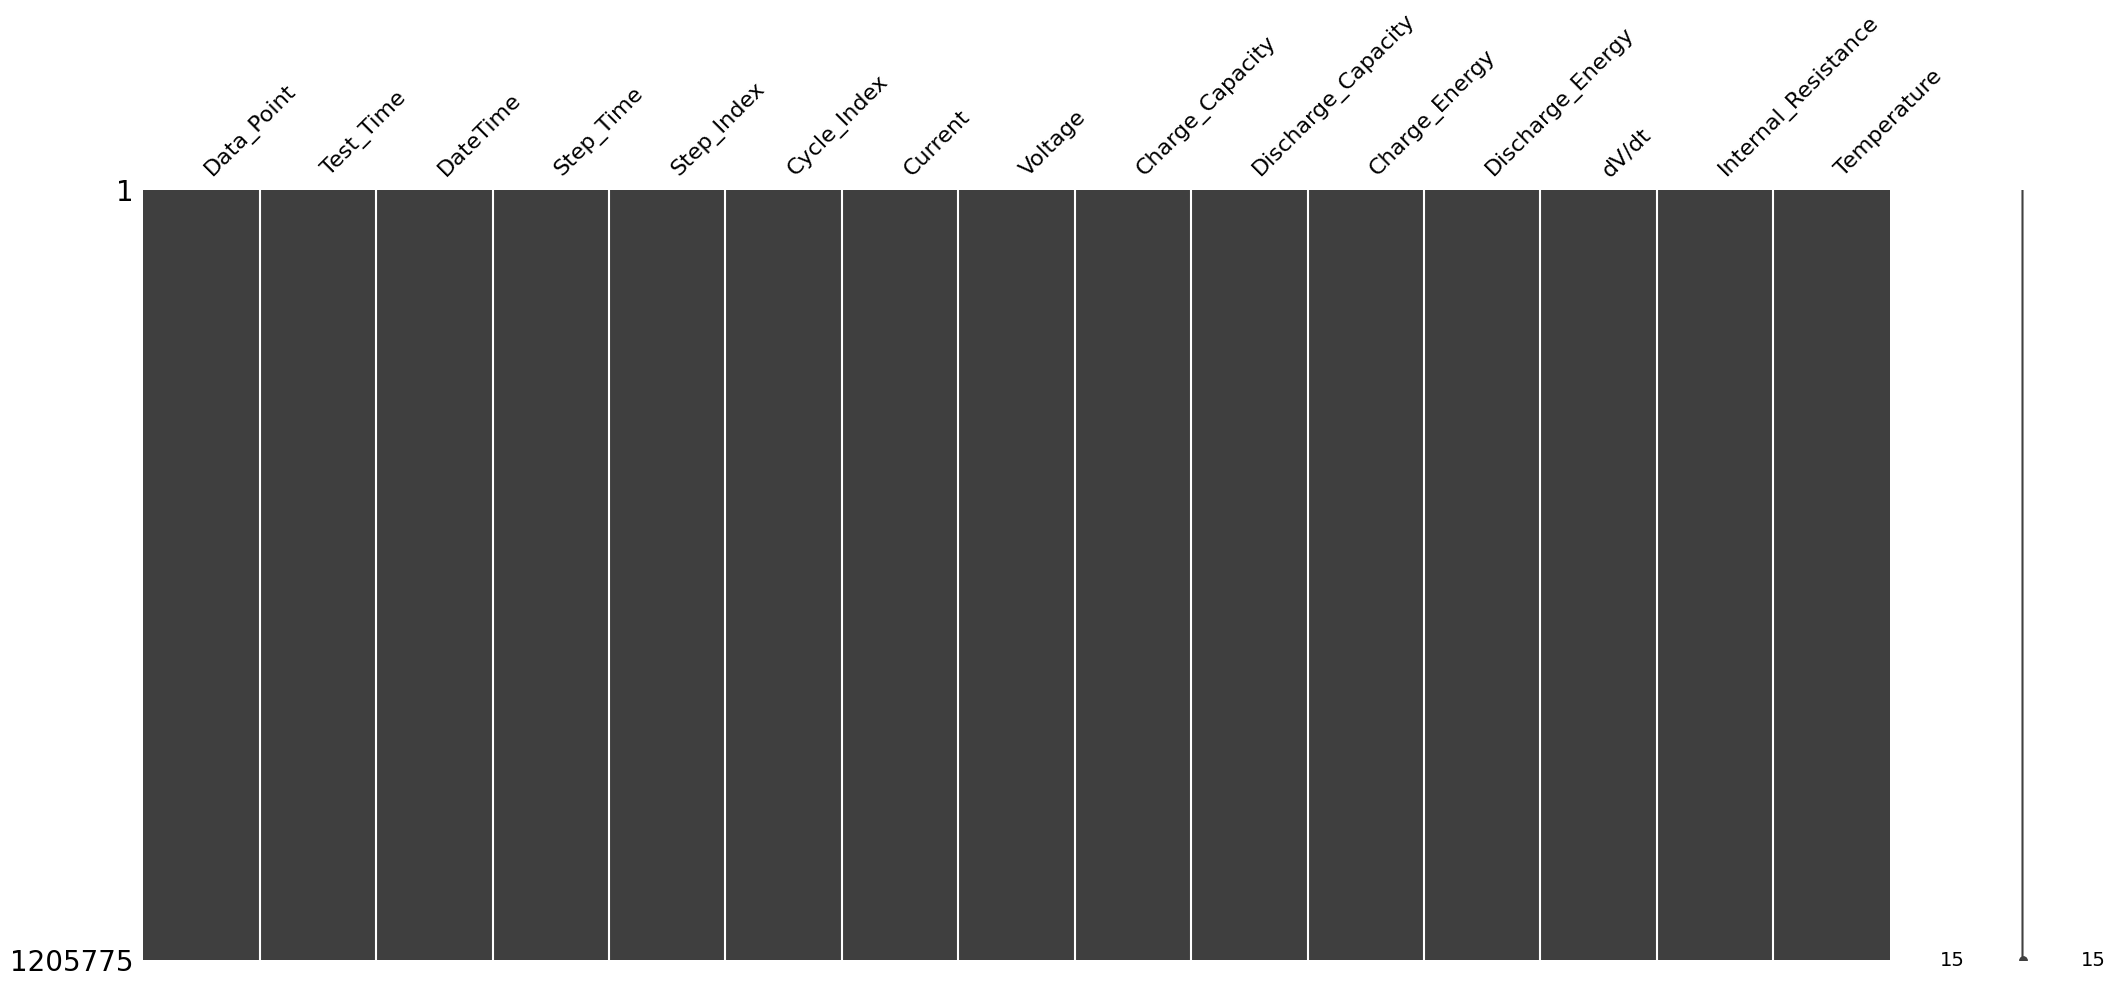 Data_Point
Test_Time
DateTime
Step_Time
Step_Index
Cycle_Index
Current
Voltage
Charge_Capacity
Discharge_Capacity
Charge_Energy
Discharge_Energy
dV/dt
Internal_Resistance
Temperature
1
1205775
15
15